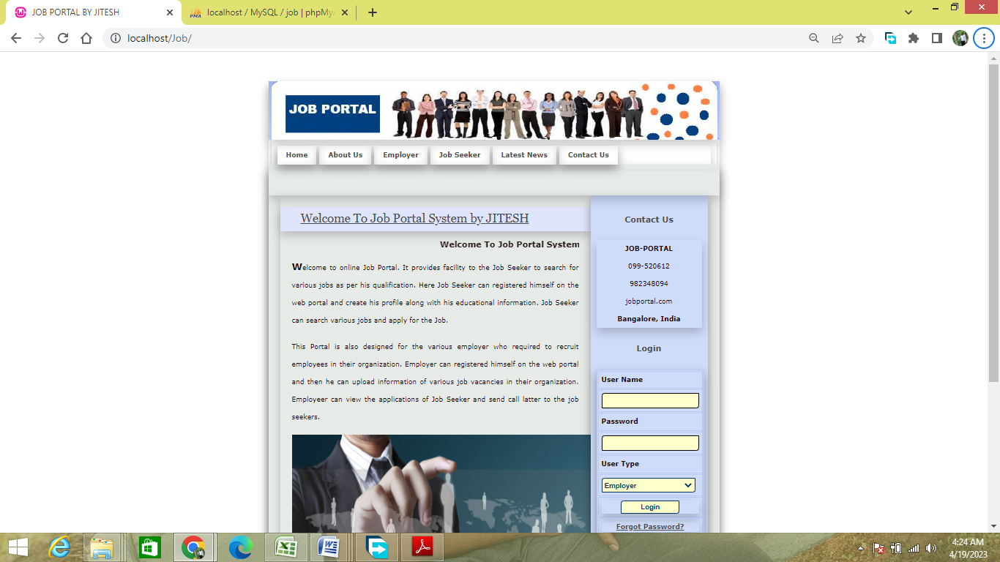 JOB PORTAL BY JITESH
localhost / MySQL / job | phpMyA
localhost/Job/
JOB PORTAL
Home About Us Employer Job Seeker Latest News Contact Us
Welcome To Job Portal System by JITESH
Welcome To Job Portal System
Welcome to online Job Portal. It provides facility to the Job Seeker to search for
various jobs as per his qualification. Here Job Seeker can registered himself on the
web portal and create his profile along with his educational information. Job Seeker
can search various jobs and apply for the Job.
This Portal is also designed for the various employer who required to recruit
employees in their organization. Employer can registered himself on the web portal
and then he can upload information of various job vacancies in their organization.
Employeer can view the applications of Job Seeker and send call latter to the job
seekers.
Contact Us
JOB-PORTAL
099-520612
982348094
jobportal.com
Bangalore, India
Login
User Name
Password
User Type
Employer
Login
Forgot Password?
4:24 AM
4/19/2023